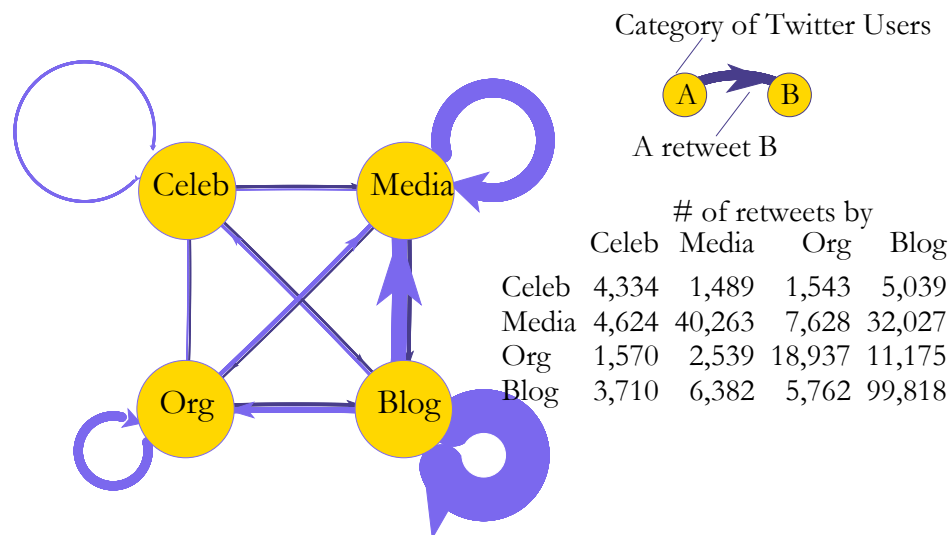 Category of Twitter Users
A B
A retweet B
Celeb Media
Org Blog
# of retweets by
Celeb Media Org Blog
Celeb 4,334 1,489 1,543 5,039
Media 4,624 40,263 7,628 32,027
Org 1,570 2,539 18,937 11,175
Blog 3,710 6,382 5,762 99,818